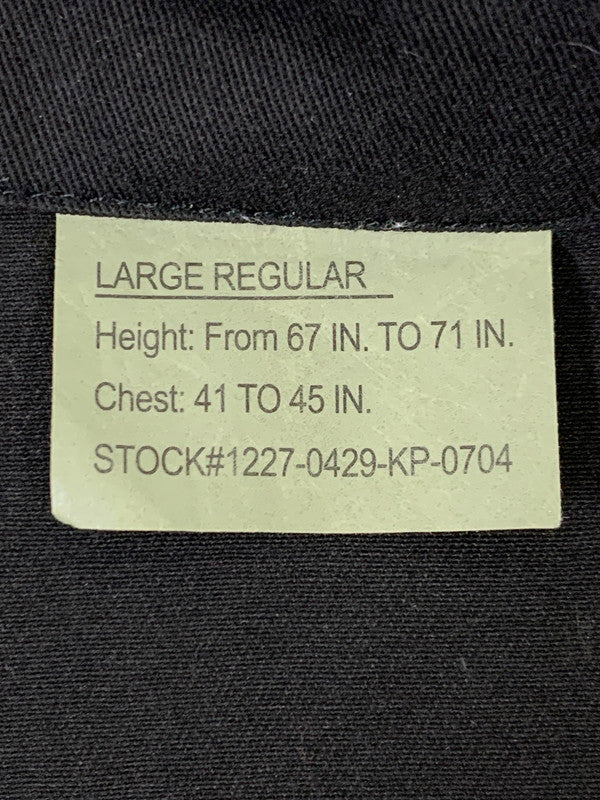 LARGE REGULAR
Height: From 67 IN. TO 71 IN.
Chest: 41 TO 45 IN.
STOCK#1227-0429-KP-0704